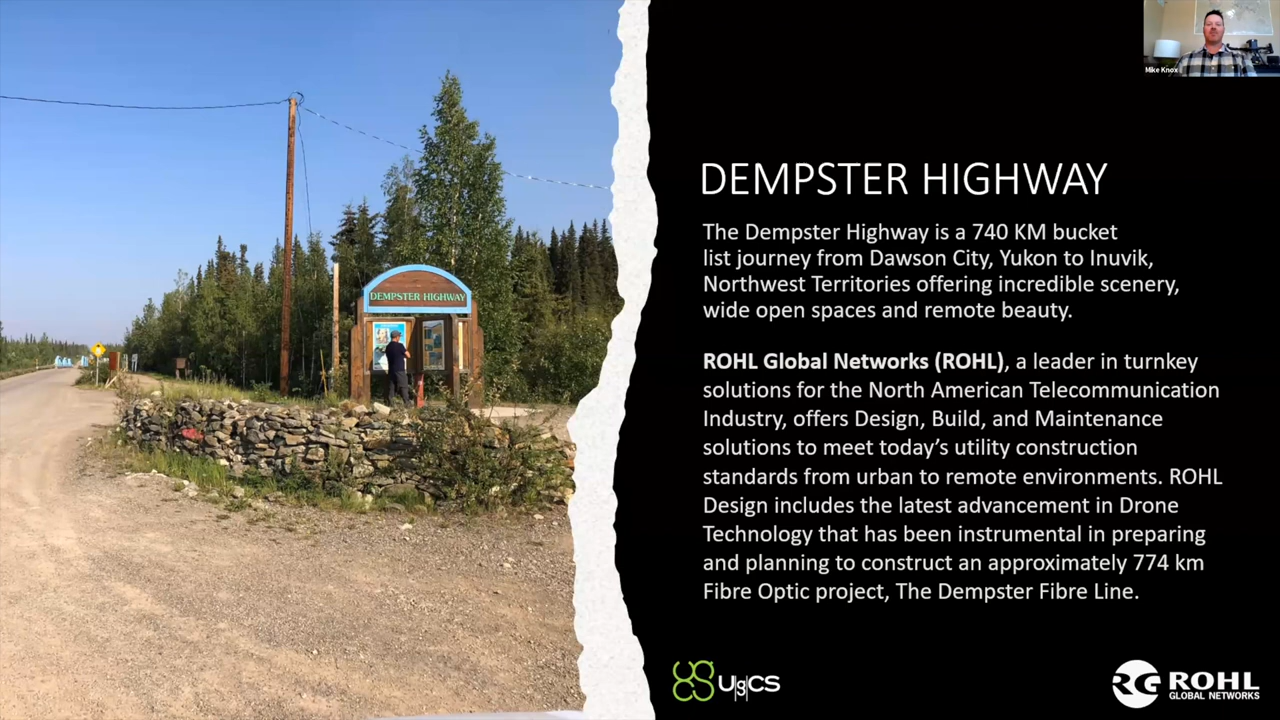 Mike Knox
DEMPSTER HIGHWAY
DEMPSTER HIGHWAY
The Dempster Highway is a 740 KM bucket
list journey from Dawson City, Yukon to Inuvik,
Northwest Territories offering incredible scenery,
wide open spaces and remote beauty.
ROHL Global Networks (ROHL), a leader in turnkey
solutions for the North American Telecommunication
Industry, offers Design, Build, and Maintenance
solutions to meet today’s utility construction
standards from urban to remote environments. ROHL
Design includes the latest advancement in Drone
Technology that has been instrumental in preparing
and planning to construct an approximately 774 km
Fibre Optic project, The Dempster Fibre Line.
UgCS
RG ROHL
GLOBAL NETWORKS